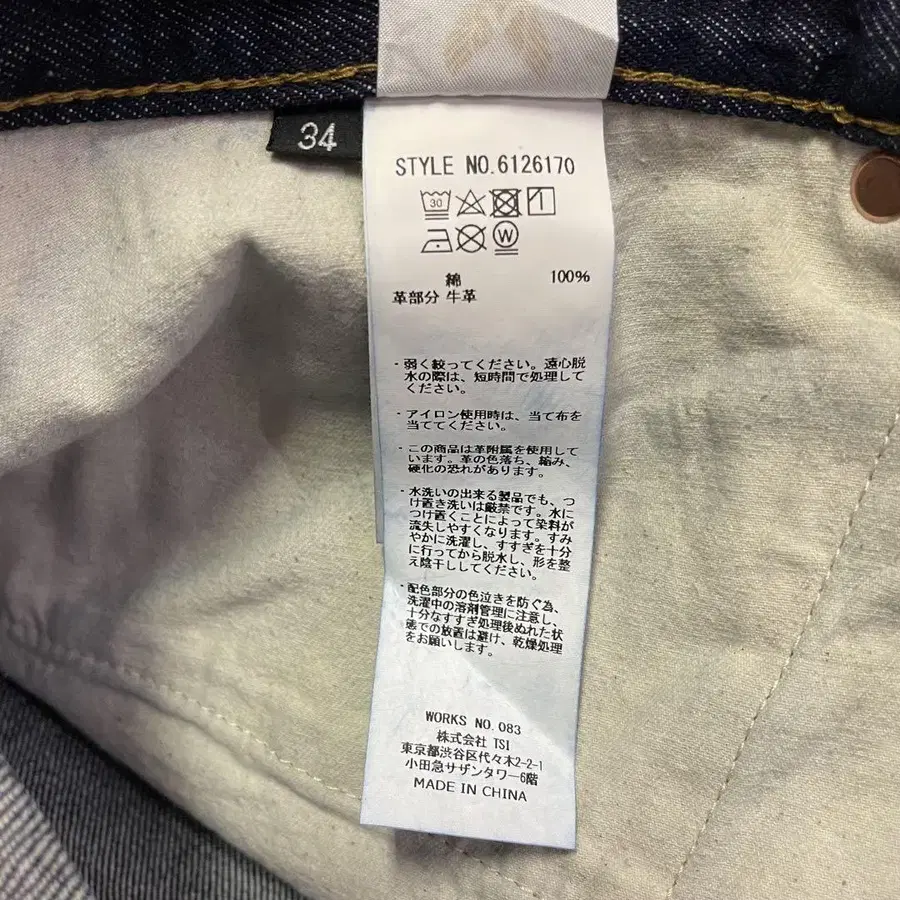 34
STYLE NO.6126170
30
W
綿 100%
革部分 牛革
・弱く絞ってください。遠心脱
水の際は、短時間で処理して
ください。
・アイロン使用時は、当て布を
当ててください。
・この商品は革附属を使用して
います。革の色落ち、縮み、
硬化の恐れがあります。
・水洗いの出来る製品でも、つ
け置き洗いは厳禁です。水に
つけ置くことによって染料が
流失しやすくなります。すみ
やかに洗濯し、すすぎを十分
に行ってから脱水し、形を整
え陰干ししてください。
・配色部分の色泣きを防ぐ為、
洗濯中の溶剤管理に注意し、
十分なすすぎ処理後ぬれた状
態での放置は避け、乾燥処理
をお願いします。
WORKS NO.083
株式会社 TSI
東京都渋谷区代々木2-2-1
小田急サザンタワー6階
MADE IN CHINA